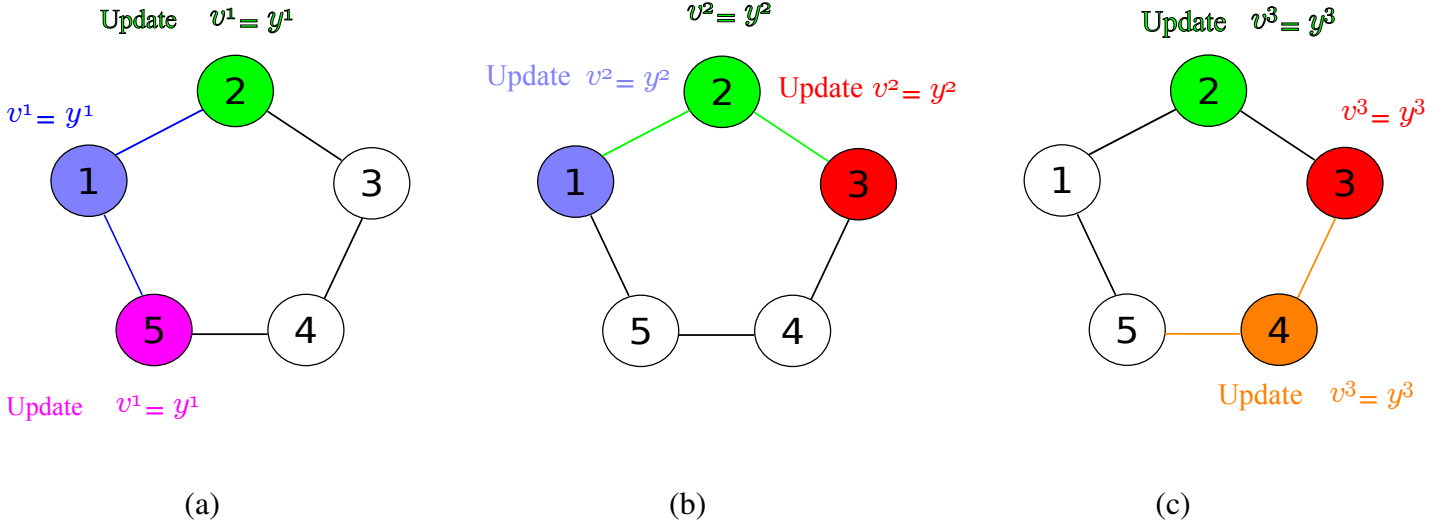 Update v¹ = y¹
2
v¹ = y¹
1
3
5
4
Update v¹ = y¹
(a)
v² = y²
Update v² = y²
2
Update v² = y²
1
3
5
4
(b)
Update v³ = y³
2
v³ = y³
1
3
5
4
Update v³ = y³
(c)